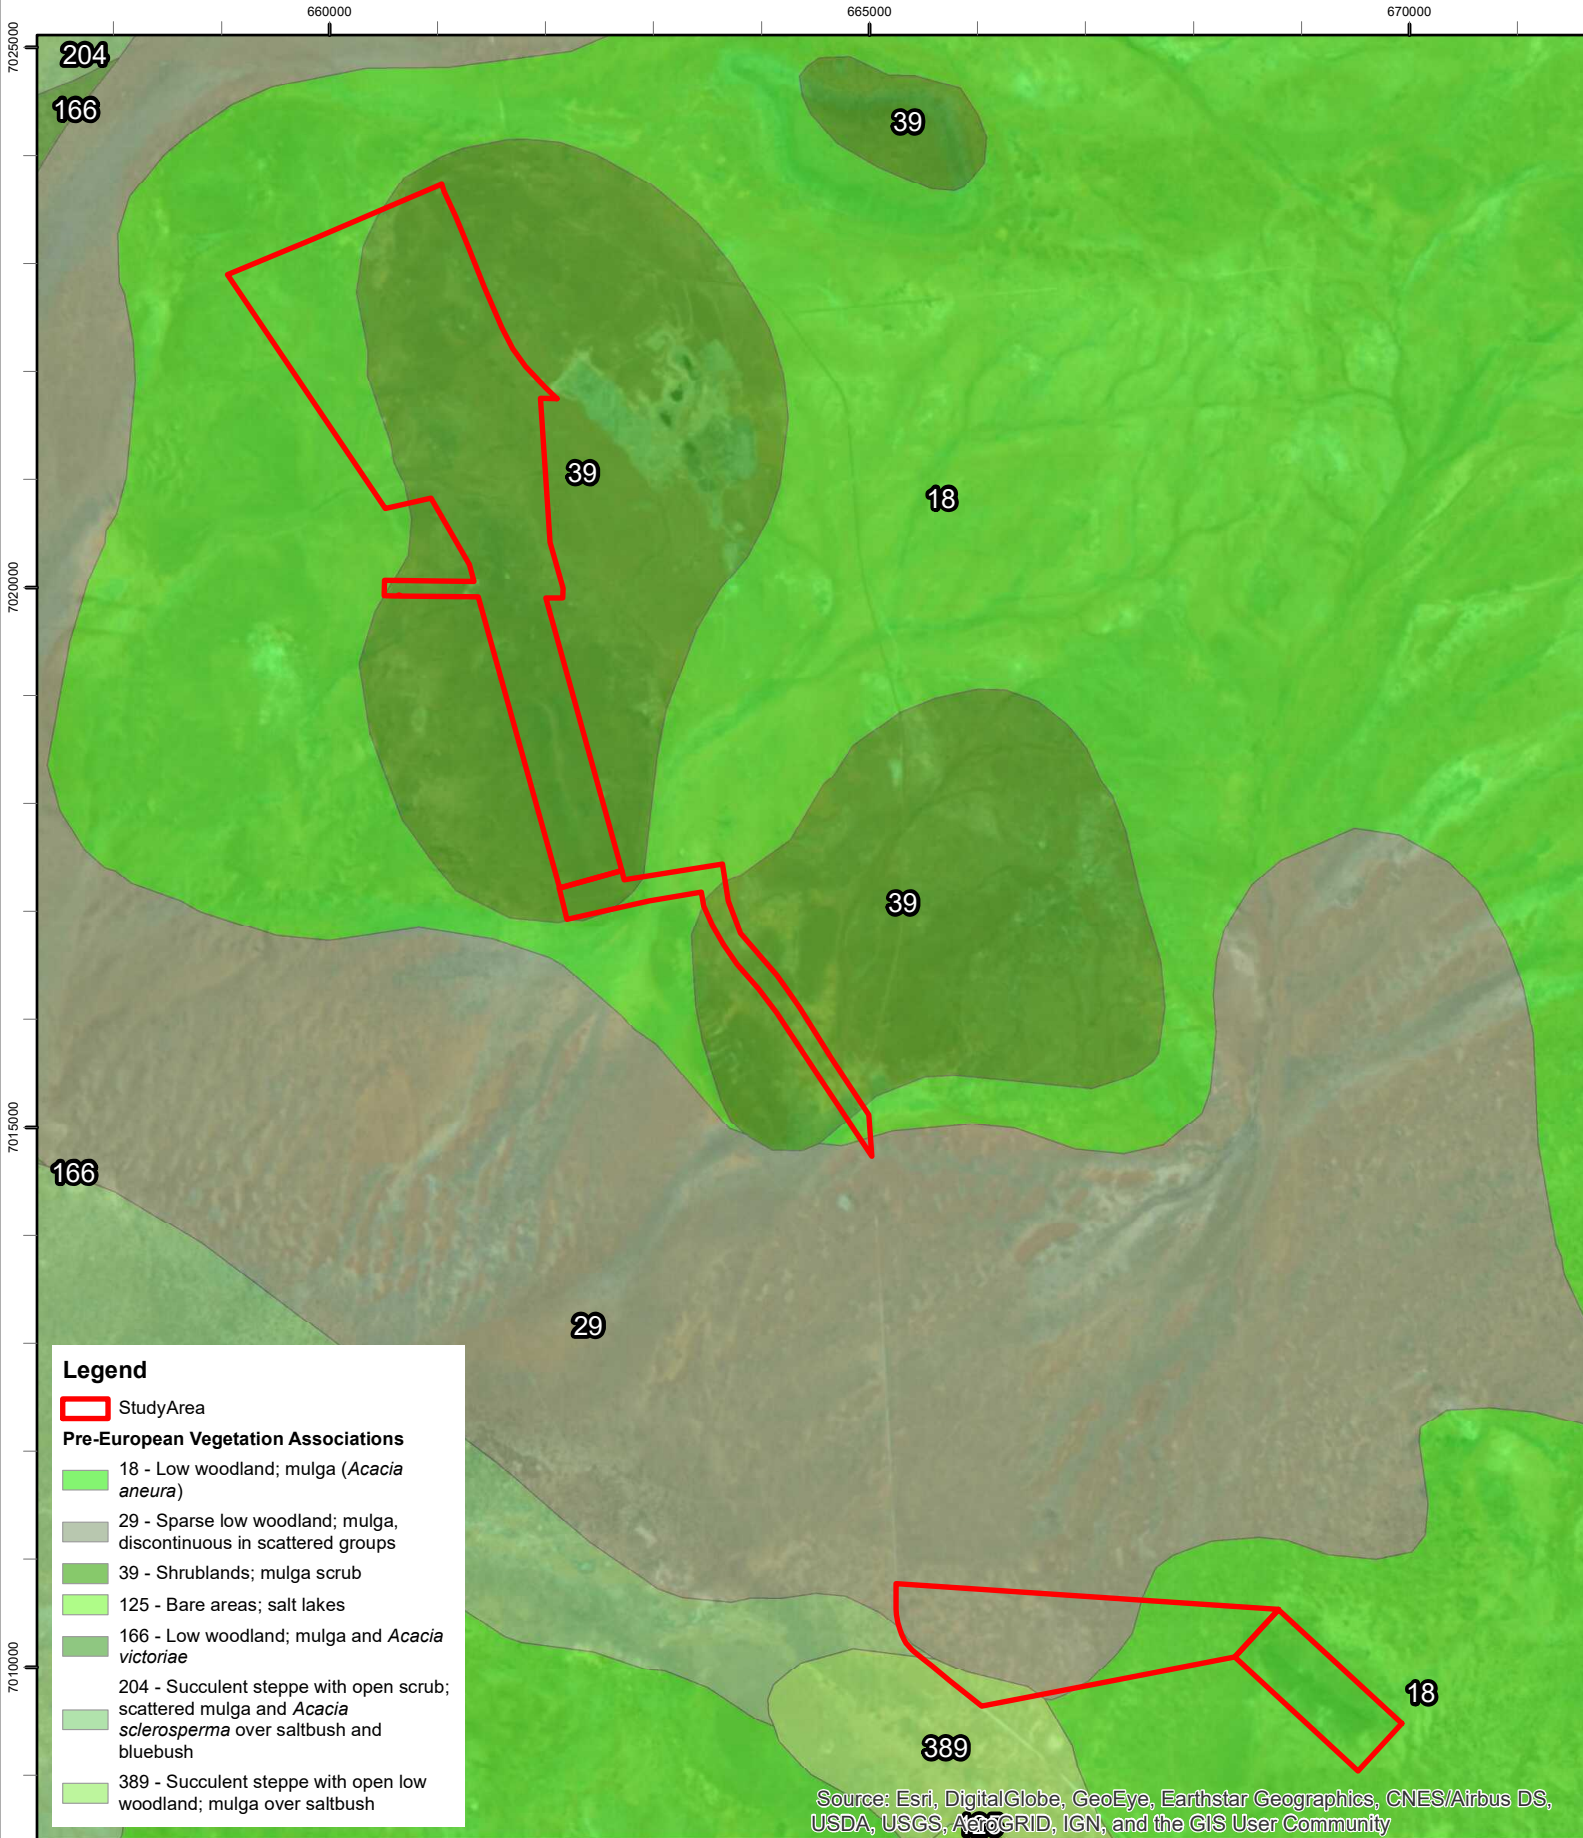 660000
665000
670000
7025000
204
166
39
39
18
7020000
39
7015000
166
29
7010000
18
389
Legend
StudyArea
Pre-European Vegetation Associations
18 - Low woodland; mulga (Acacia
aneura)
29 - Sparse low woodland; mulga,
discontinuous in scattered groups
39 - Shrublands; mulga scrub
125 - Bare areas; salt lakes
166 - Low woodland; mulga and Acacia
victoriae
204 - Succulent steppe with open scrub;
scattered mulga and Acacia
sclerosperma over saltbush and
bluebush
389 - Succulent steppe with open low
woodland; mulga over saltbush
Source: Esri, DigitalGlobe, GeoEye, Earthstar Geographics, CNES/Airbus DS,
USDA, USGS, AeroGRID, IGN, and the GIS User Community